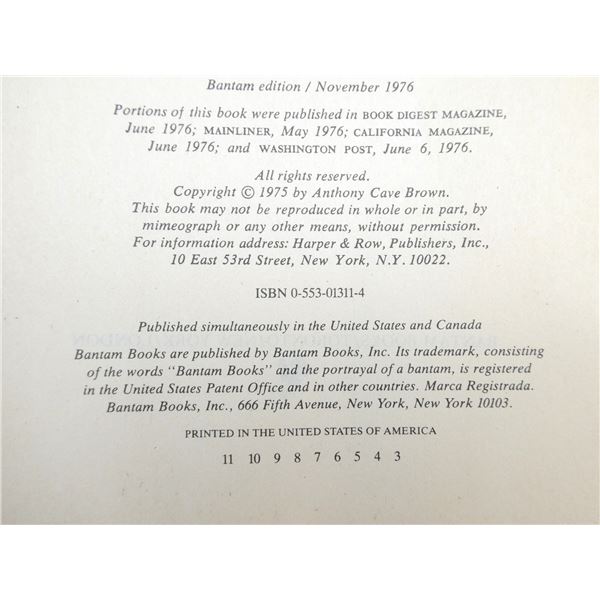 Bantam edition / November 1976
Portions of this book were published in BOOK DIGEST MAGAZINE,
June 1976; MAINLINER, May 1976; CALIFORNIA MAGAZINE,
June 1976; and WASHINGTON POST, June 6, 1976.
All rights reserved.
Copyright © 1975 by Anthony Cave Brown.
This book may not be reproduced in whole or in part, by
mimeograph or any other means, without permission.
For information address: Harper & Row, Publishers, Inc.,
10 East 53rd Street, New York, N.Y. 10022.
ISBN 0-553-01311-4
Published simultaneously in the United States and Canada
Bantam Books are published by Bantam Books, Inc. Its trademark, consisting
of the words "Bantam Books" and the portrayal of a bantam, is registered
in the United States Patent Office and in other countries. Marca Registrada.
Bantam Books, Inc., 666 Fifth Avenue, New York, New York 10103.
PRINTED IN THE UNITED STATES OF AMERICA
11 10 9 8 7 6 5 4 3